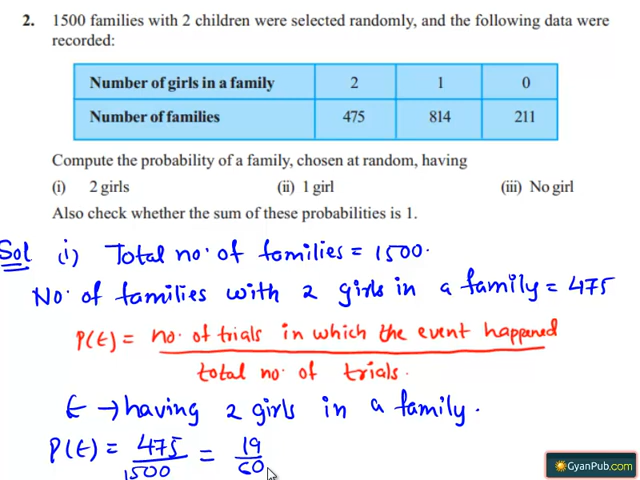 2. 1500 families with 2 children were selected randomly, and the following data were
recorded:
Number of girls in a family 2 1 0
Number of families 475 814 211
Compute the probability of a family, chosen at random, having
(i) 2 girls (ii) 1 girl (iii) No girl
Also check whether the sum of these probabilities is 1.
Sol (i) Total no. of families = 1500.
No. of families with 2 girls in a family = 475
P(E) = no. of trials in which the event happened
total no. of trials.
E → having 2 girls in a family.
P(E) = 475/1500 = 19/60
GyanPub.com